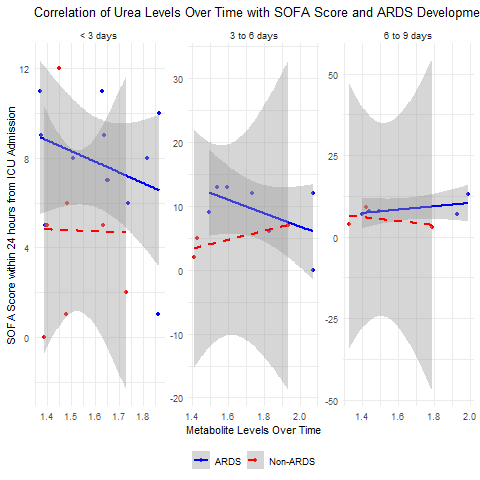 Correlation of Urea Levels Over Time with SOFA Score and ARDS Developme
< 3 days
3 to 6 days
6 to 9 days
SOFA Score within 24 hours from ICU Admission
12
8
4
0
30
20
10
0
-10
-20
50
25
0
-25
-50
1.4 1.5 1.6 1.7 1.8
1.4 1.6 1.8 2.0
1.4 1.6 1.8 2.0
Metabolite Levels Over Time
ARDS Non-ARDS